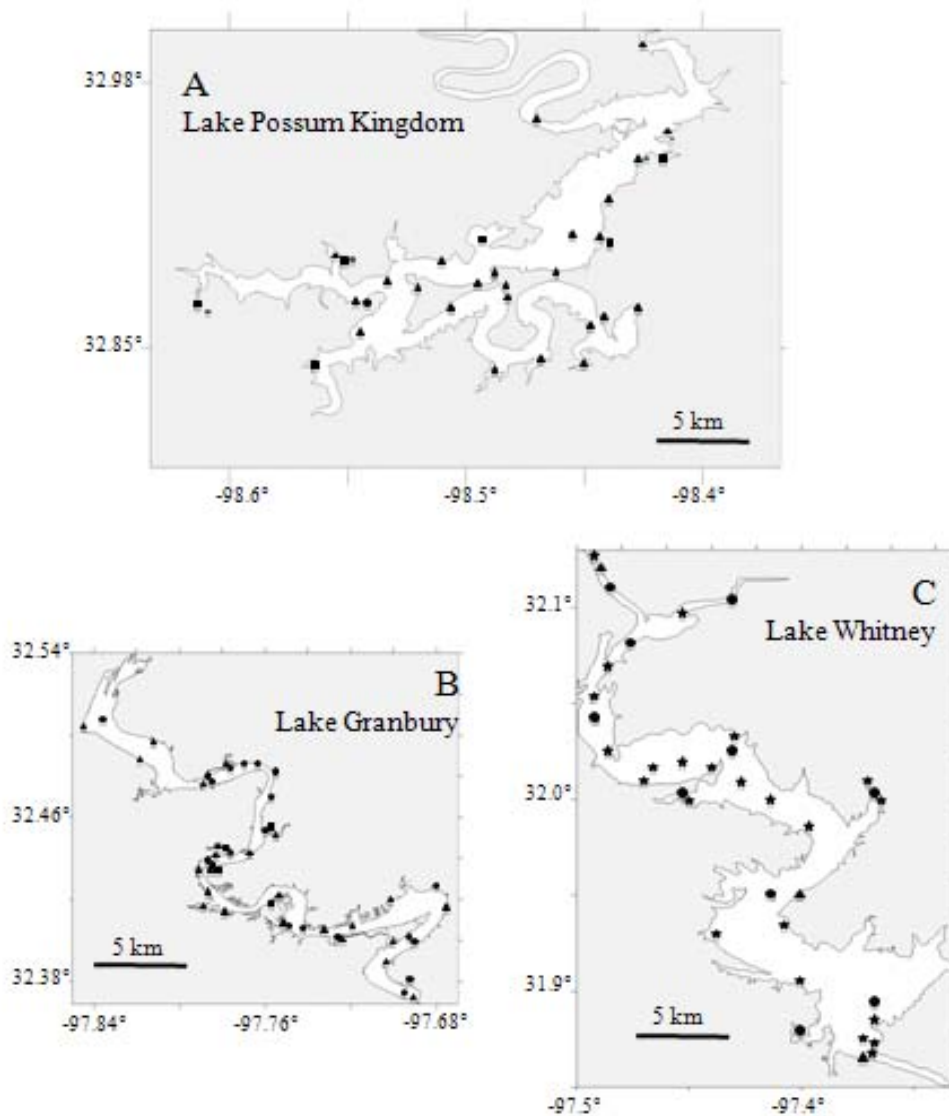 A
Lake Possum Kingdom
32.98°
32.85°
5 km
-98.6°
-98.5°
-98.4°
B
Lake Granbury
32.54°
32.46°
32.38°
5 km
-97.84°
-97.76°
-97.68°
C
Lake Whitney
32.1°
32.0°
31.9°
5 km
-97.5°
-97.4°